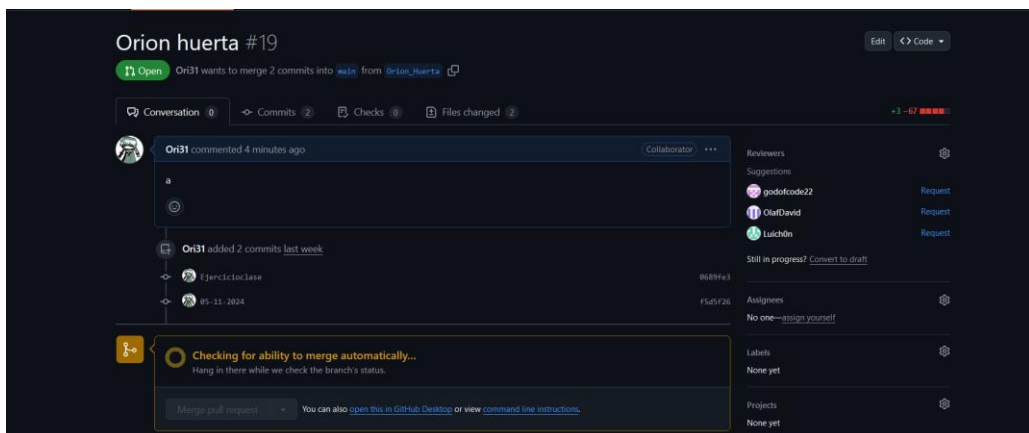 Orion huerta #19
Edit
<> Code
Open
Ori31 wants to merge 2 commits into main from Orion_Huerta
Conversation 0
Commits 2
Checks 0
Files changed 2
+3 −67
Ori31 commented 4 minutes ago
Collaborator
a
Ori31 added 2 commits last week
Ejercicioclase
0689fe3
05-11-2024
f5d5f26
Checking for ability to merge automatically...
Hang in there while we check the branch's status.
Merge pull request
You can also open this in GitHub Desktop or view command line instructions.
Reviewers
Suggestions
godofcode22
Request
OlafDavid
Request
Luich0n
Request
Still in progress? Convert to draft
Assignees
No one—assign yourself
Labels
None yet
Projects
None yet